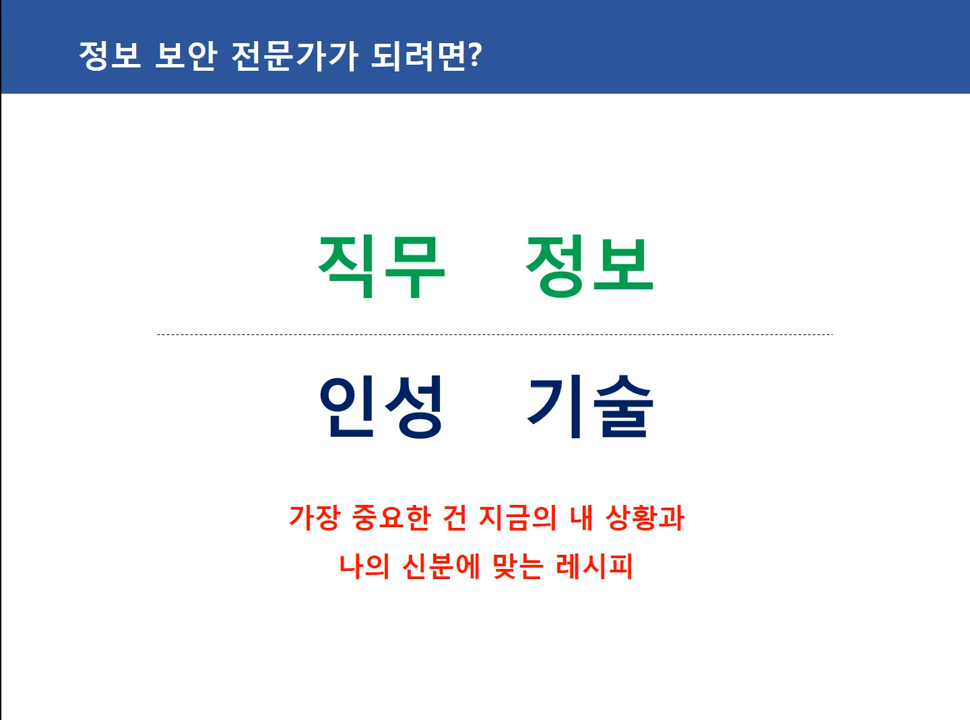 정보 보안 전문가가 되려면?
직무 정보
인성 기술
가장 중요한 건 지금의 내 상황과
나의 신분에 맞는 레시피